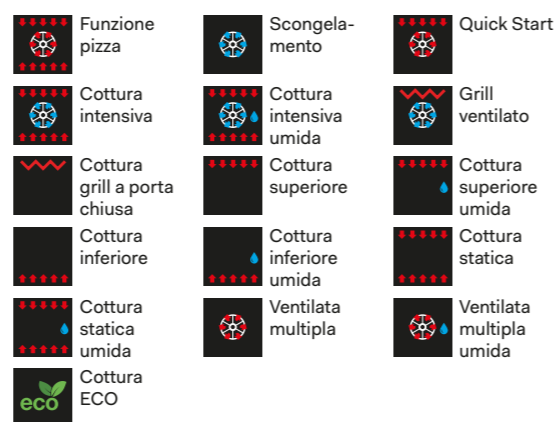 Funzione
pizza
Scongela-
mento
Quick Start
Cottura
intensiva
Cottura
intensiva
umida
Grill
ventilato
Cottura
grill a porta
chiusa
Cottura
superiore
Cottura
superiore
umida
Cottura
inferiore
Cottura
inferiore
umida
Cottura
statica
Cottura
statica
umida
Ventilata
multipla
Ventilata
multipla
umida
eco
Cottura
ECO